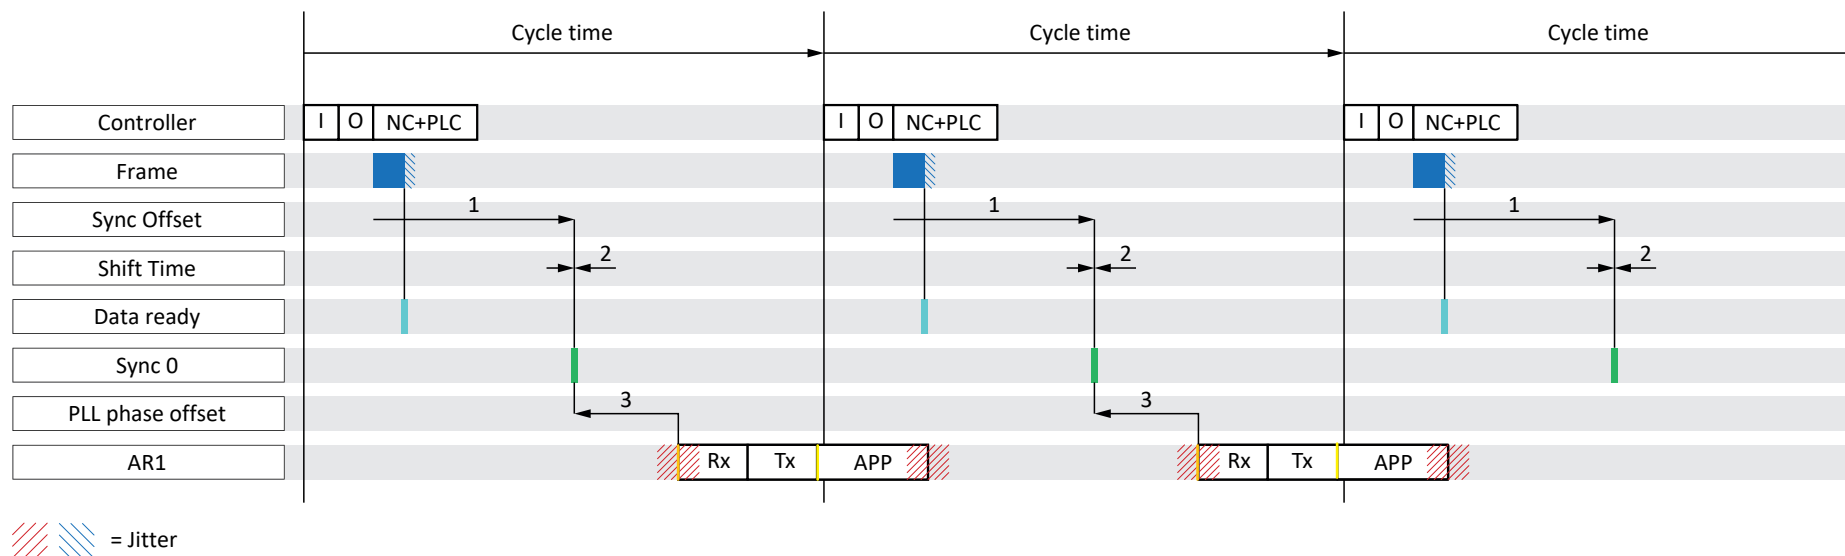 Cycle time Cycle time Cycle time
Controller I O NC+PLC I O NC+PLC I O NC+PLC
Frame
Sync Offset 1 1 1
Shift Time 2 2 2
Data ready
Sync 0
PLL phase offset 3 3
AR1 Rx Tx APP Rx Tx APP
= Jitter